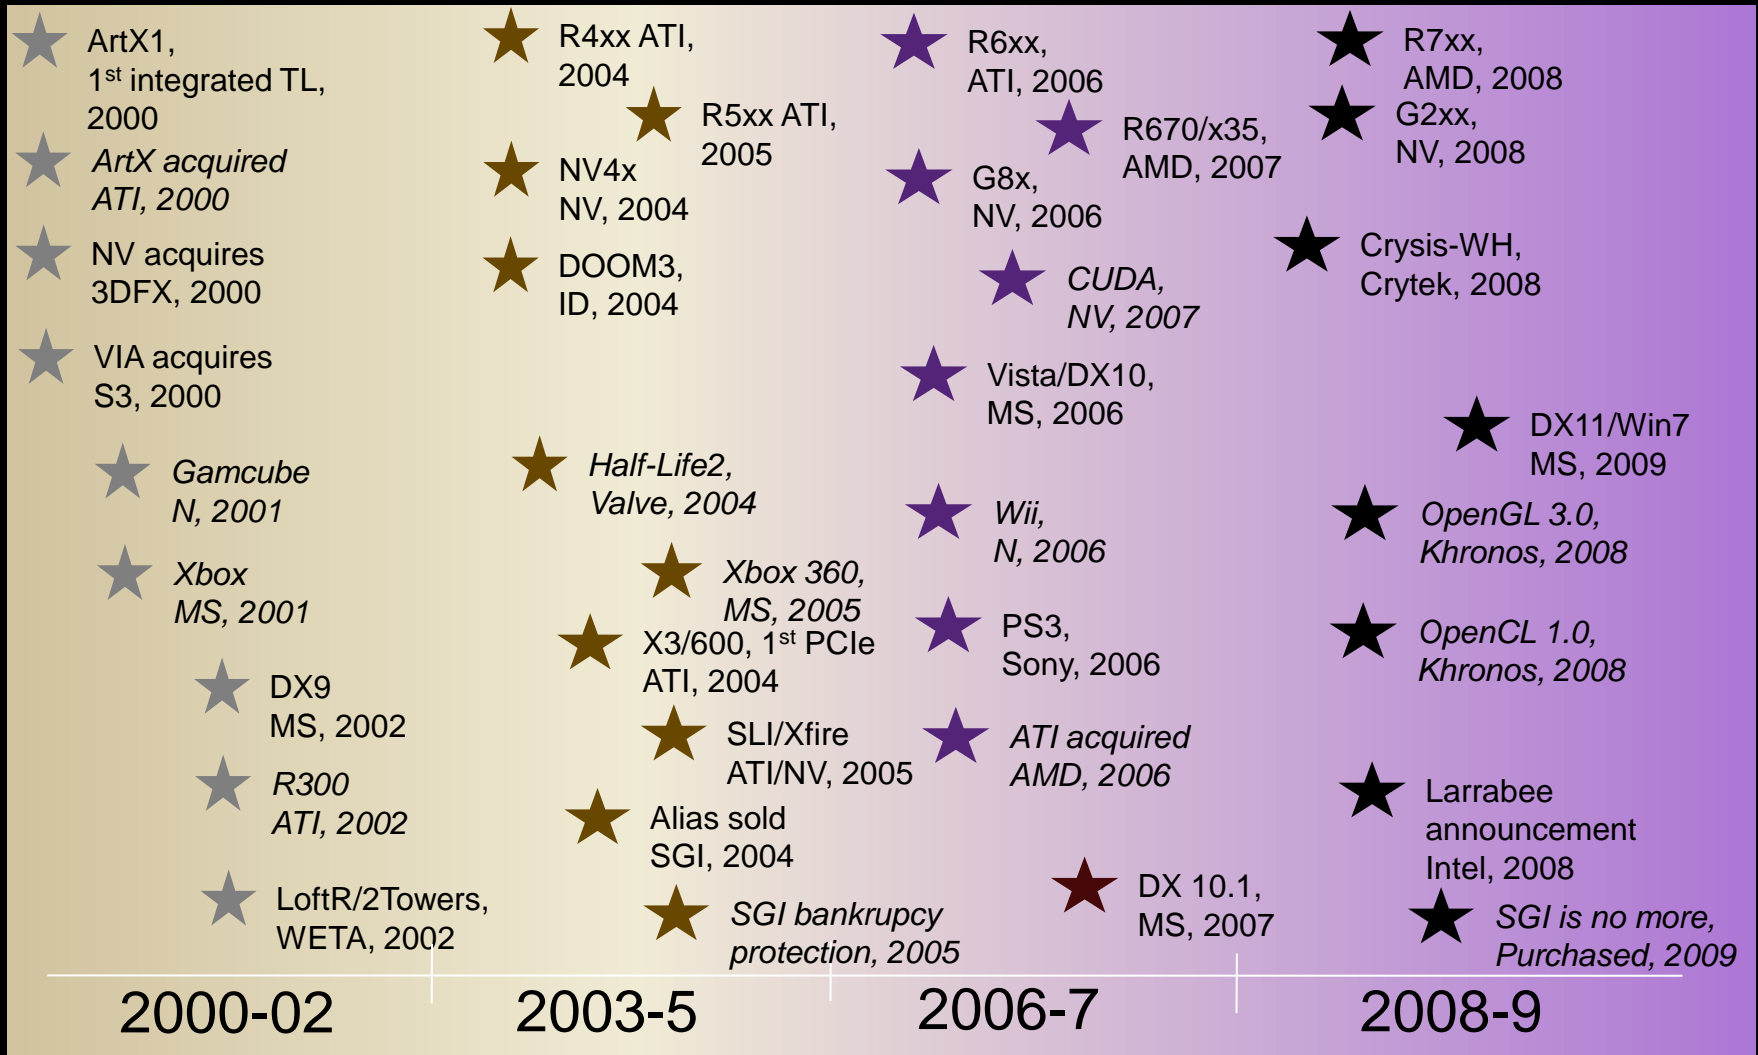 ArtX1,
1st integrated TL,
2000
ArtX acquired
ATI, 2000
NV acquires
3DFX, 2000
VIA acquires
S3, 2000
Gamcube
N, 2001
Xbox
MS, 2001
DX9
MS, 2002
R300
ATI, 2002
LoftR/2Towers,
WETA, 2002
R4xx ATI,
2004
R5xx ATI,
2005
NV4x
NV, 2004
DOOM3,
ID, 2004
Half-Life2,
Valve, 2004
Xbox 360,
MS, 2005
X3/600, 1st PCIe
ATI, 2004
SLI/Xfire
ATI/NV, 2005
Alias sold
SGI, 2004
SGI bankrupcy
protection, 2005
R6xx,
ATI, 2006
R670/x35,
AMD, 2007
G8x,
NV, 2006
CUDA,
NV, 2007
Vista/DX10,
MS, 2006
Wii,
N, 2006
PS3,
Sony, 2006
ATI acquired
AMD, 2006
DX 10.1,
MS, 2007
R7xx,
AMD, 2008
G2xx,
NV, 2008
Crysis-WH,
Crytek, 2008
DX11/Win7
MS, 2009
OpenGL 3.0,
Khronos, 2008
OpenCL 1.0,
Khronos, 2008
Larrabee
announcement
Intel, 2008
SGI is no more,
Purchased, 2009
2000-02
2003-5
2006-7
2008-9